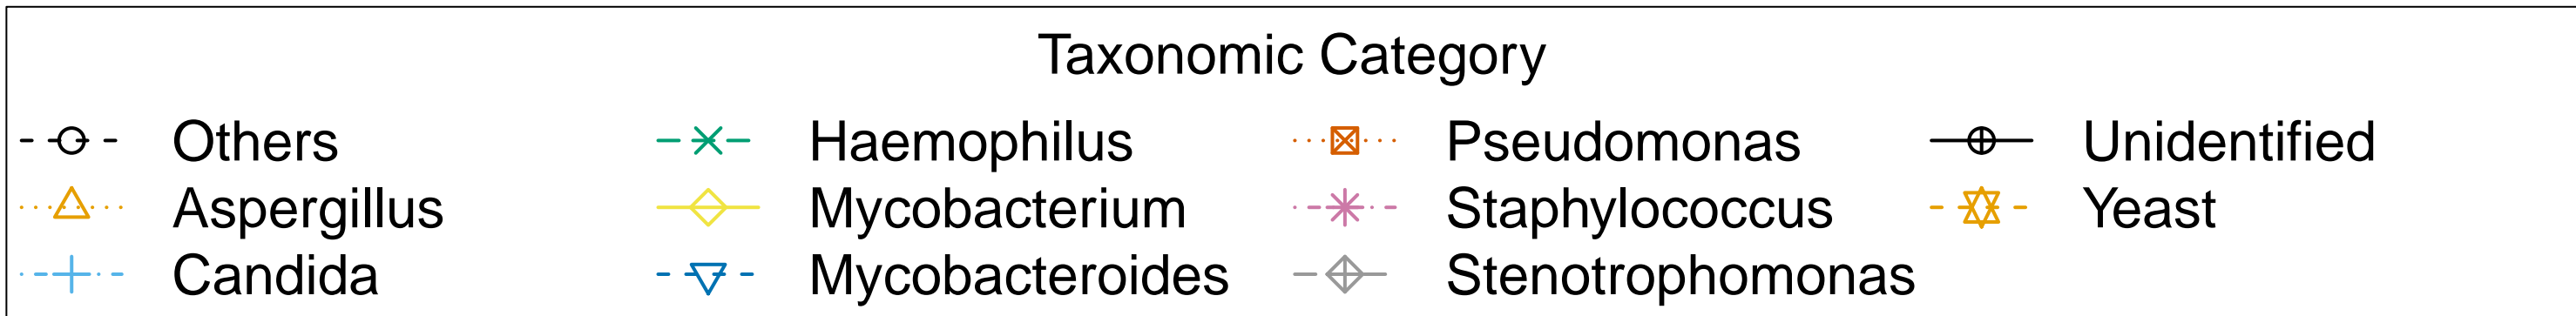 Taxonomic Category
Others Haemophilus Pseudomonas Unidentified
Aspergillus Mycobacterium Staphylococcus Yeast
Candida Mycobacteroides Stenotrophomonas